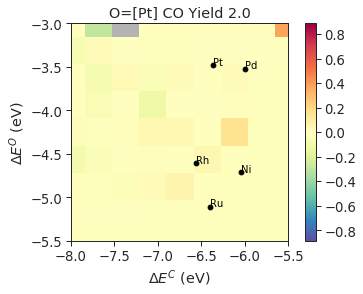 O=[Pt] CO Yield 2.0
−3.0
−3.5
−4.0
−4.5
−5.0
−5.5
ΔE^O (eV)
Pt
Pd
Rh
Ni
Ru
−8.0 −7.5 −7.0 −6.5 −6.0 −5.5
ΔE^C (eV)
0.8
0.6
0.4
0.2
0.0
−0.2
−0.4
−0.6
−0.8